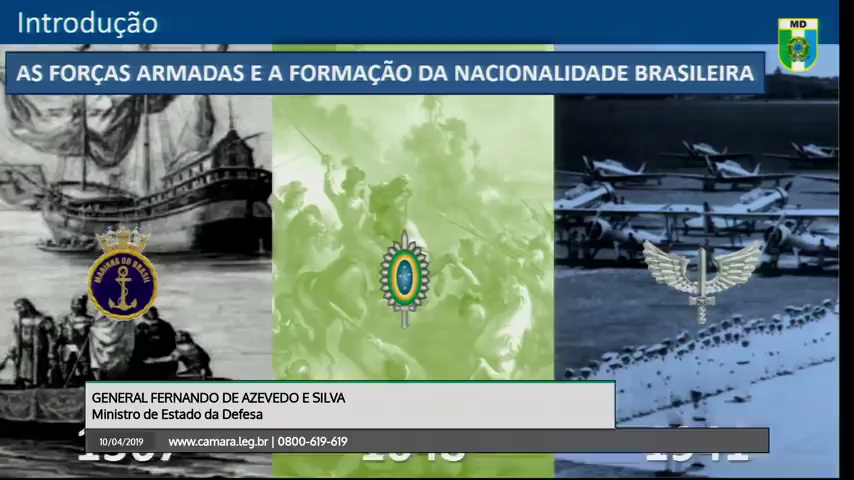 Introdução
MD
AS FORÇAS ARMADAS E A FORMAÇÃO DA NACIONALIDADE BRASILEIRA
MARINHA DO BRASIL
GENERAL FERNANDO DE AZEVEDO E SILVA
Ministro de Estado da Defesa
10/04/2019 www.camara.leg.br | 0800-619-619